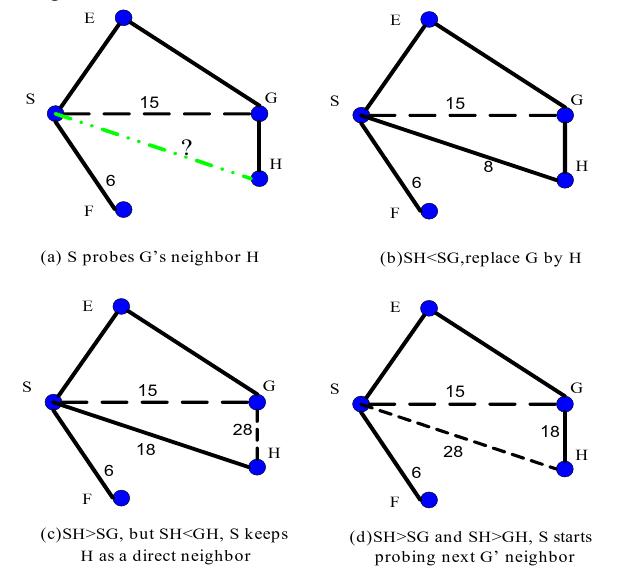 E
S
15
G
?
H
6
F
(a) S probes G's neighbor H
E
S
15
G
H
8
6
F
(b)SH<SG,replace G by H
E
S
15
G
28
H
18
6
F
(c)SH>SG, but SH<GH, S keeps
H as a direct neighbor
E
S
15
G
18
H
28
6
F
(d)SH>SG and SH>GH, S starts
probing next G' neighbor